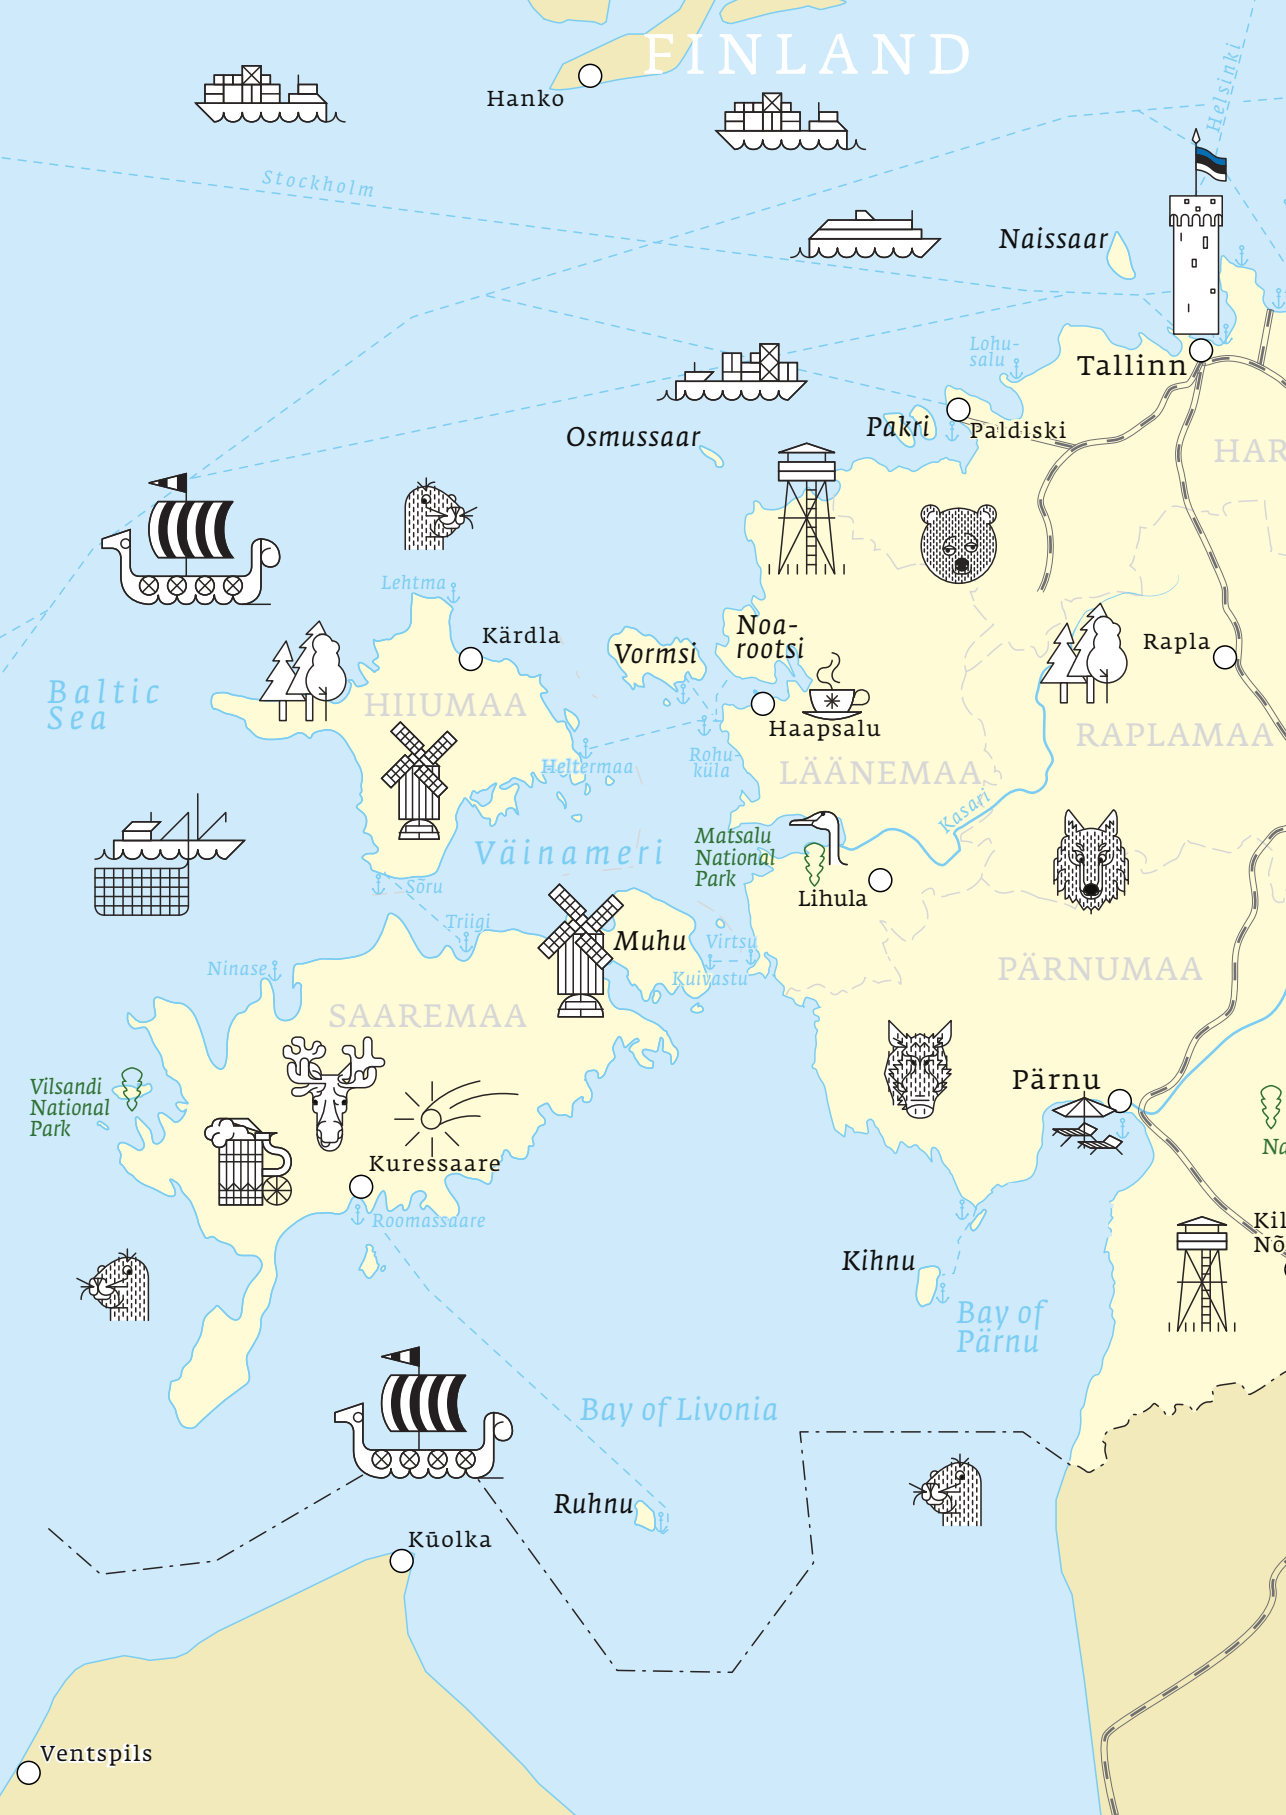 FINLAND
Hanko
Helsinki
Stockholm
Naissaar
Lohu-
salu
Tallinn
Osmussaar
Pakri
Paldiski
HAR
Lehtma
Kärdla
Vormsi
Noa-
rootsi
Rapla
Baltic
Sea
HIIUMAA
Haapsalu
RAPLAMAA
Heltermaa
Rohu-
küla
LÄÄNEMAA
Kasari
Väinameri
Matsalu
National
Park
Lihula
Sõru
Triigi
Muhu
Virtsu
Ninase
Kuivastu
PÄRNUMAA
SAAREMAA
Vilsandi
National
Park
Pärnu
Na
Kuressaare
Roomassaare
Kil
Nõ
Kihnu
Bay of
Pärnu
Bay of Livonia
Ruhnu
Kūolka
Ventspils